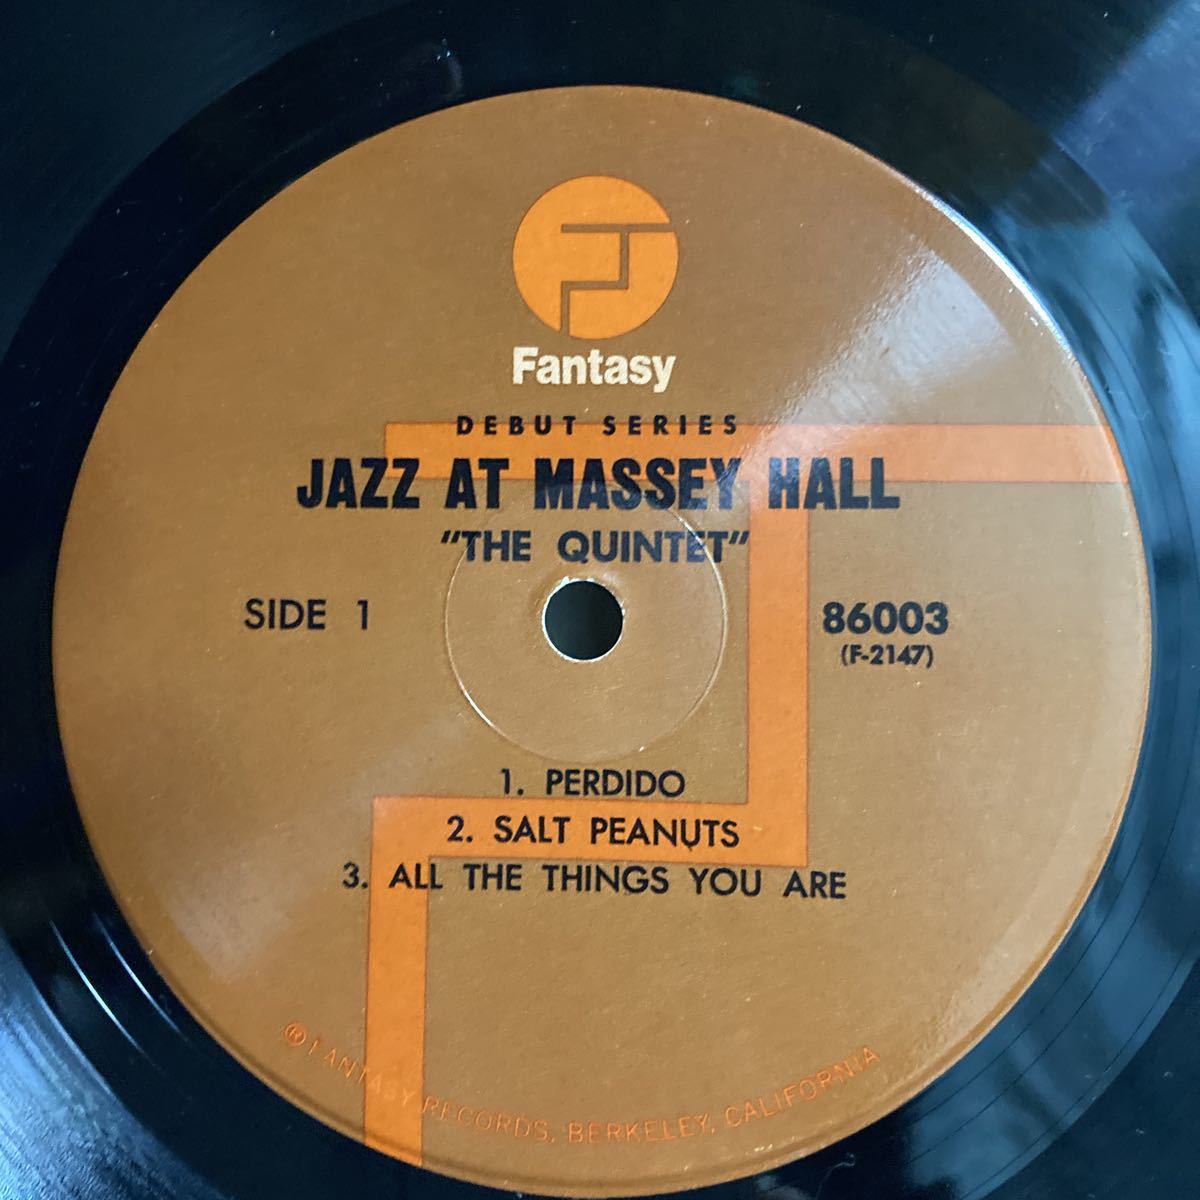 Fantasy
DEBUT SERIES
JAZZ AT MASSEY HALL
"THE QUINTET"
SIDE 1
86003
(F-2147)
1. PERDIDO
2. SALT PEANUTS
3. ALL THE THINGS YOU ARE
® FANTASY RECORDS, BERKELEY, CALIFORNIA